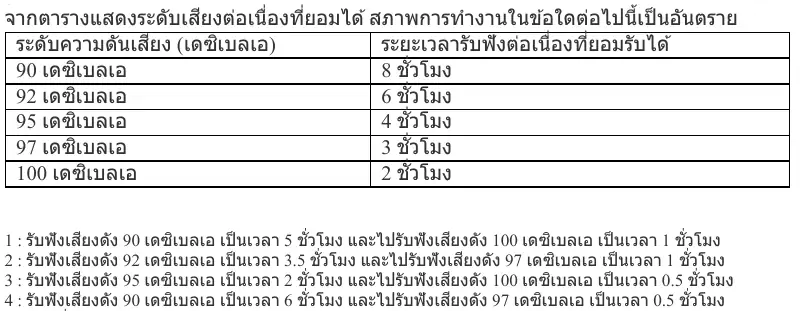 จากตารางแสดงระดับเสียงต่อเนื่องที่ยอมได้ สภาพการทำงานในข้อใดต่อไปนี้เป็นอันตราย
ระดับความดันเสียง (เดซิเบลเอ) ระยะเวลารับฟังต่อเนื่องที่ยอมรับได้
90 เดซิเบลเอ 8 ชั่วโมง
92 เดซิเบลเอ 6 ชั่วโมง
95 เดซิเบลเอ 4 ชั่วโมง
97 เดซิเบลเอ 3 ชั่วโมง
100 เดซิเบลเอ 2 ชั่วโมง
1 : รับฟังเสียงดัง 90 เดซิเบลเอ เป็นเวลา 5 ชั่วโมง และไปรับฟังเสียงดัง 100 เดซิเบลเอ เป็นเวลา 1 ชั่วโมง
2 : รับฟังเสียงดัง 92 เดซิเบลเอ เป็นเวลา 3.5 ชั่วโมง และไปรับฟังเสียงดัง 97 เดซิเบลเอ เป็นเวลา 1 ชั่วโมง
3 : รับฟังเสียงดัง 95 เดซิเบลเอ เป็นเวลา 2 ชั่วโมง และไปรับฟังเสียงดัง 100 เดซิเบลเอ เป็นเวลา 0.5 ชั่วโมง
4 : รับฟังเสียงดัง 90 เดซิเบลเอ เป็นเวลา 6 ชั่วโมง และไปรับฟังเสียงดัง 97 เดซิเบลเอ เป็นเวลา 0.5 ชั่วโมง